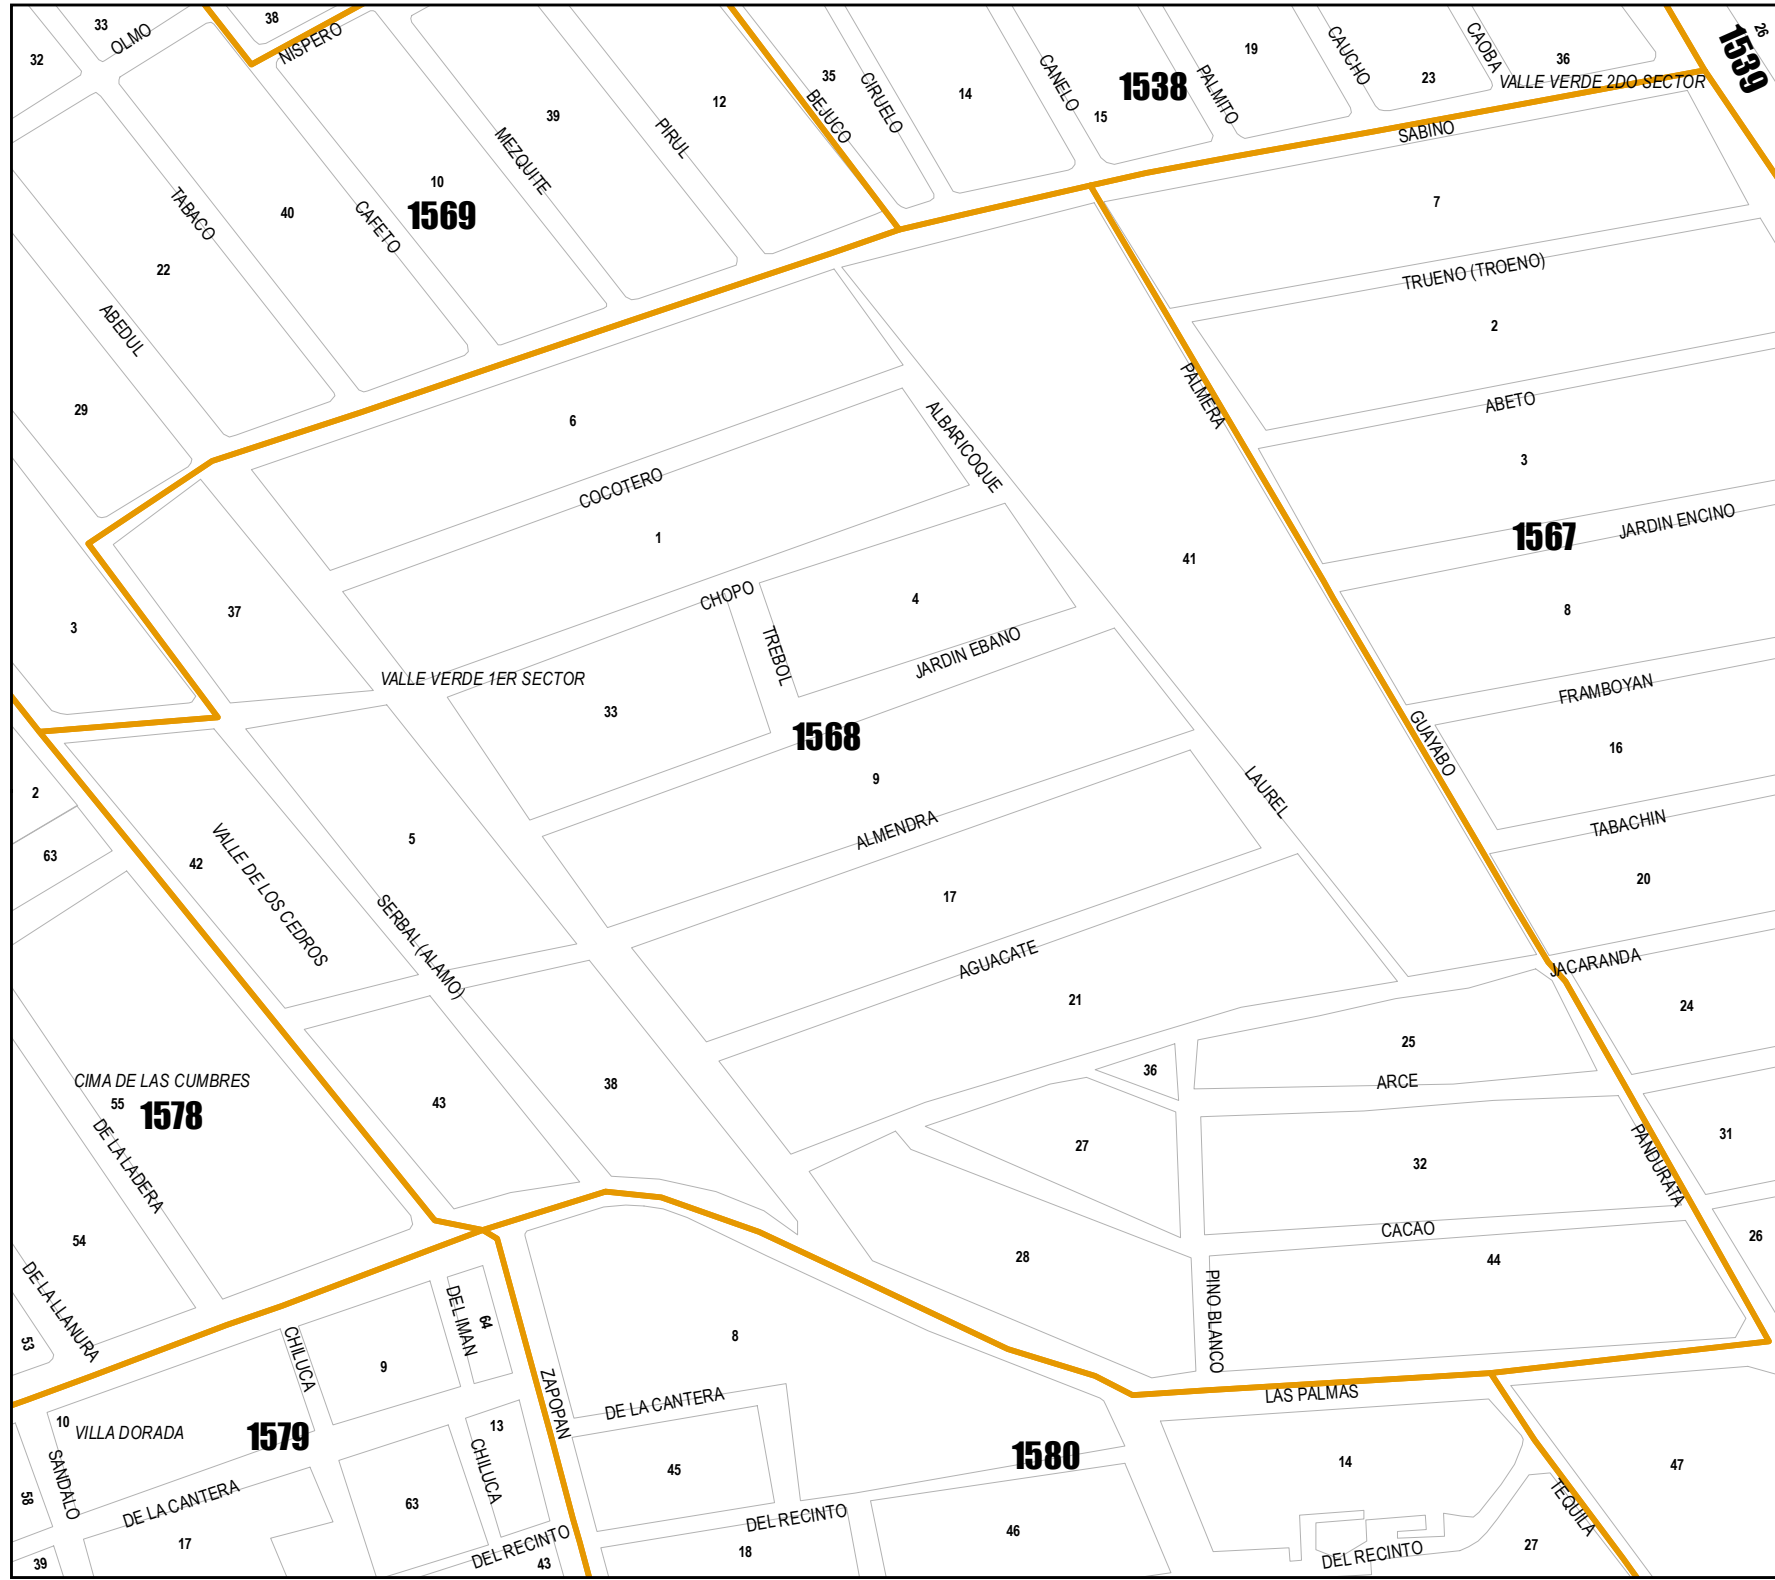 33
38
OLMO
NISPERO
32
26
1539
19
CAUCHO
CAOBA
36
VALLE VERDE 2DO SECTOR
35
CIRUELO
14
CANELO
1538
PALMITO
23
12
BEJUCO
15
39
PIRUL
MEZQUITE
SABINO
10
1569
TABACO
40
CAFETO
7
22
TRUENO (TROENO)
ABEDUL
2
29
6
PALMERA
ABETO
ALBARICOQUE
3
COCOTERO
1
1567
JARDIN ENCINO
41
CHOPO
4
37
8
3
TREBOL
JARDIN EBANO
VALLE VERDE 1ER SECTOR
FRAMBOYAN
33
1568
GUAYABO
16
9
LAUREL
2
ALMENDRA
TABACHIN
5
63
42
VALLE DE LOS CEDROS
20
17
SERBAL (ALAMO)
AGUACATE
JACARANDA
21
24
25
36
ARCE
CIMA DE LAS CUMBRES
55
1578
43
38
DE LA LADERA
27
32
31
PANDURATA
CACAO
54
28
44
26
DE LA LLANURA
PINO BLANCO
53
DEL IMAN
64
8
CHILUCA
9
ZAPOPAN
DE LA CANTERA
LAS PALMAS
10
VILLA DORADA
1579
13
1580
14
47
SANDALO
CHILUCA
45
58
DE LA CANTERA
63
TEQUILA
DEL RECINTO
46
17
DEL RECINTO
18
DEL RECINTO
27
39
43